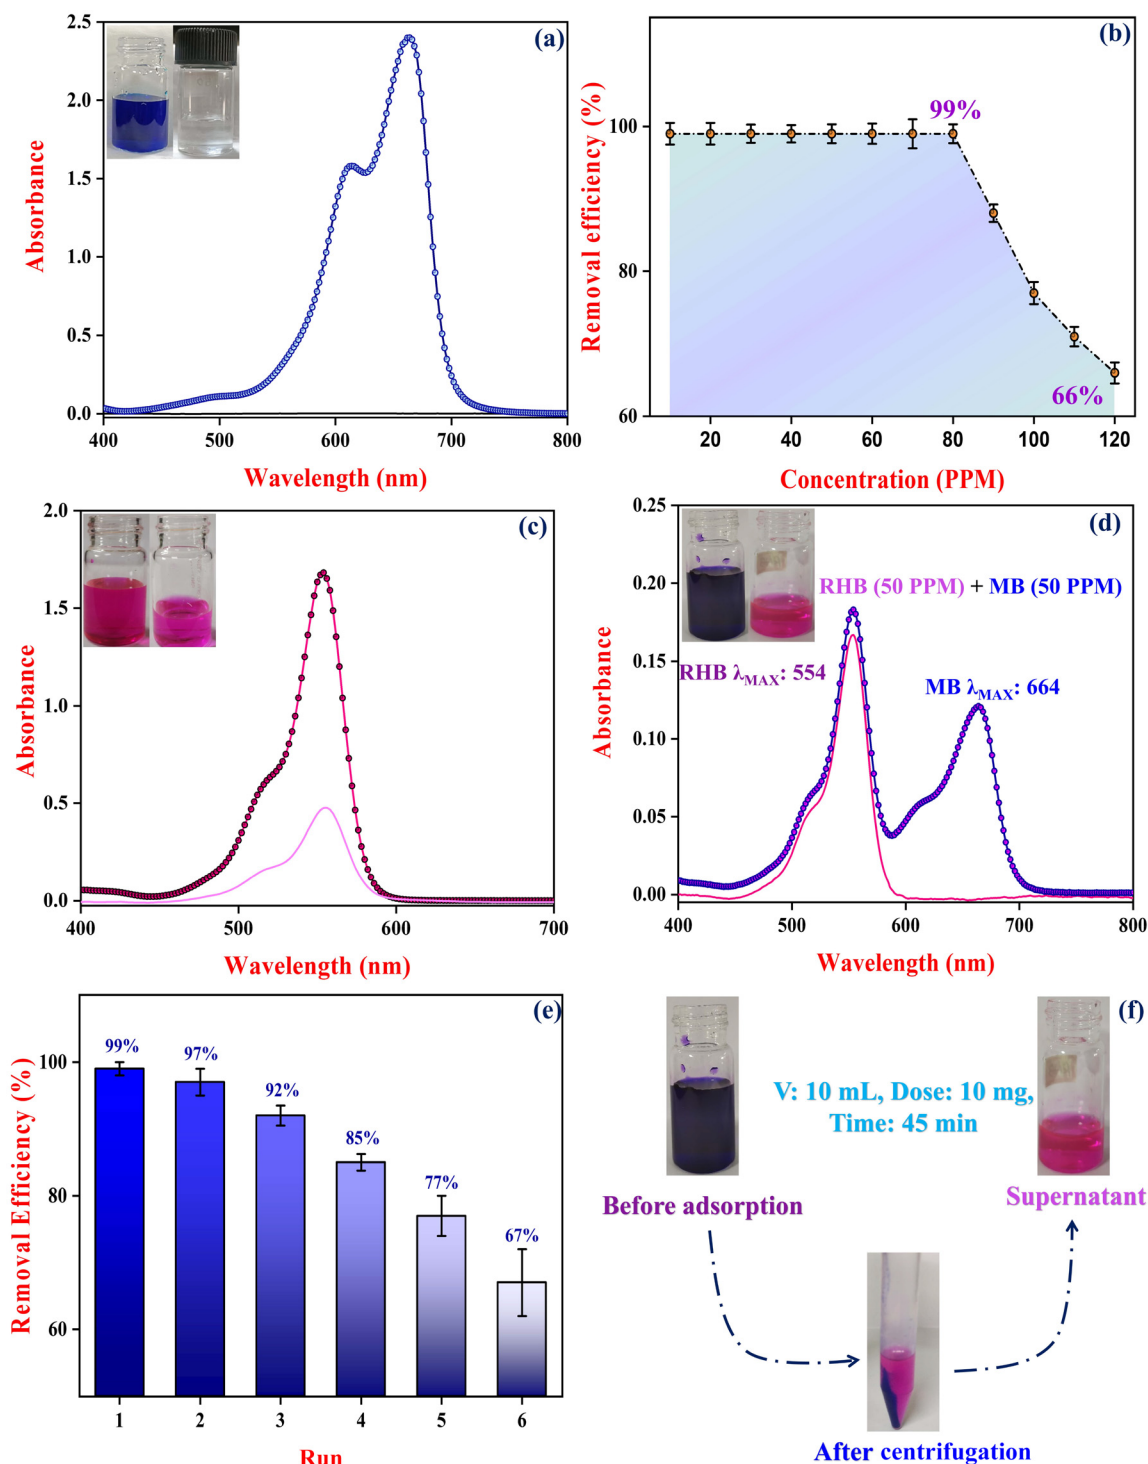 (a)
2.5
2.0
1.5
1.0
0.5
0.0
Absorbance
400 500 600 700 800
Wavelength (nm)
(b)
99%
66%
100
80
60
Removal efficiency (%)
20 40 60 80 100 120
Concentration (PPM)
(c)
2.0
1.5
1.0
0.5
0.0
Absorbance
400 500 600 700
Wavelength (nm)
(d)
0.25
0.20
0.15
0.10
0.05
0.00
Absorbance
RHB (50 PPM) + MB (50 PPM)
RHB λMAX: 554
MB λMAX: 664
400 500 600 700 800
Wavelength (nm)
(e)
100
80
60
Removal Efficiency (%)
99%
97%
92%
85%
77%
67%
1 2 3 4 5 6
Run
(f)
V: 10 mL, Dose: 10 mg,
Time: 45 min
Before adsorption
Supernatant
After centrifugation